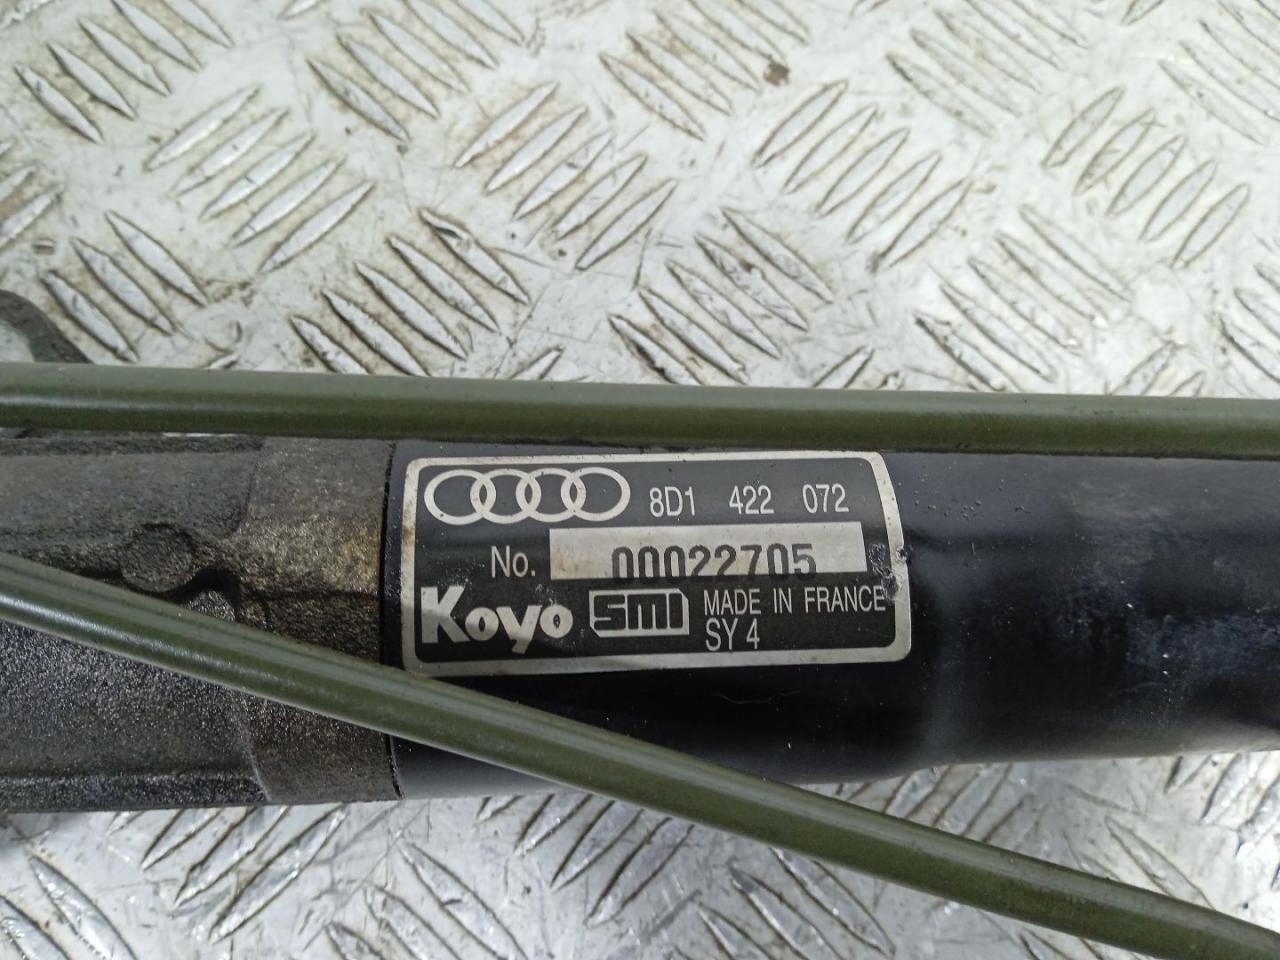 8D1 422 072
No. 00022705
Koyo SMI MADE IN FRANCE
SY 4